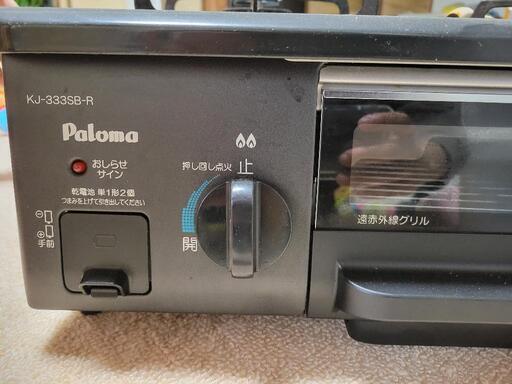 KJ-333SB-R
Paloma
おしらせ
サイン
乾電池 単1形2個
つまみを上げて引き出してください
⊖
⊕
手前
押し回し点火
止
開
遠赤外線グリル